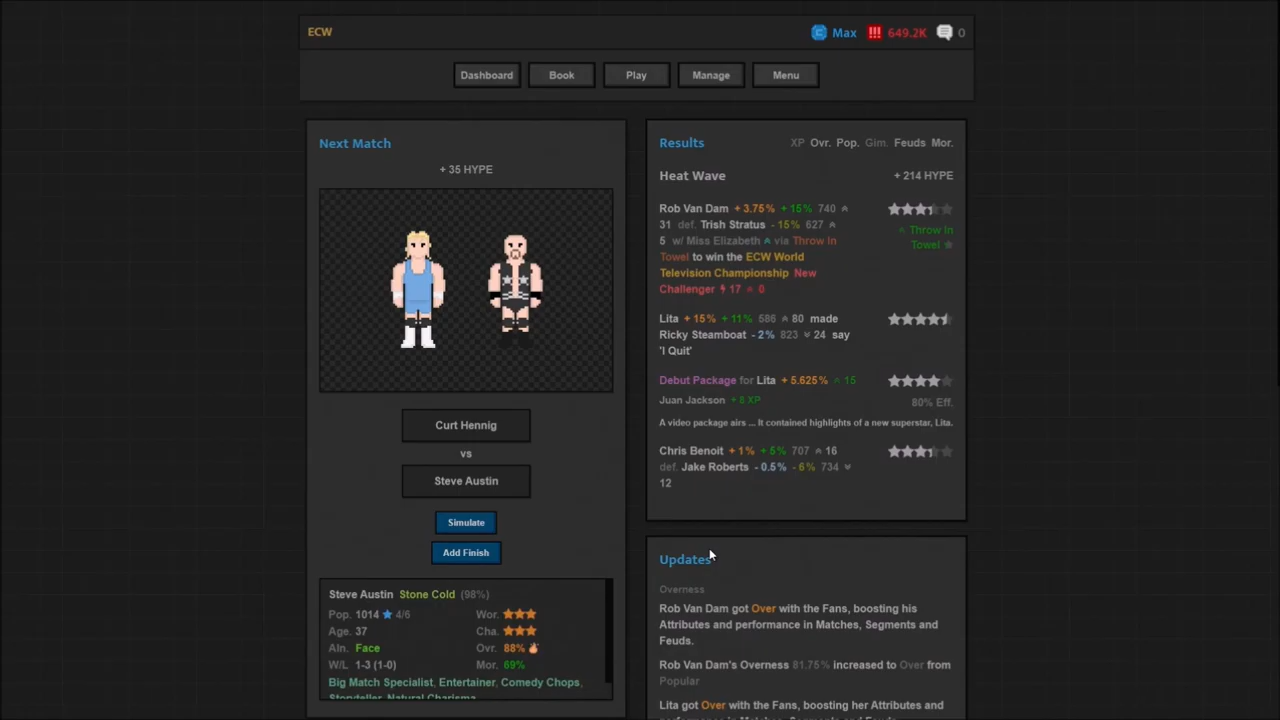 ECW
Max 649.2K 0
Dashboard Book Play Manage Menu
Next Match
+ 35 HYPE
Curt Hennig
vs
Steve Austin
Simulate
Add Finish
Steve Austin Stone Cold (98%)
Pop. 1014 4/6 Wor.
Age. 37 Cha.
Aln. Face Ovr. 88%
W/L 1-3 (1-0) Mor. 69%
Big Match Specialist, Entertainer, Comedy Chops,
Storyteller, Natural Charisma
Results XP Ovr. Pop. Gim. Feuds Mor.
Heat Wave + 214 HYPE
Rob Van Dam + 3.75% + 15% 740
31 def. Trish Stratus - 15% 627
5 w/ Miss Elizabeth via Throw In
Towel to win the ECW World
Television Championship New
Challenger 17 0
Throw In
Towel
Lita + 15% + 11% 586 80 made
Ricky Steamboat - 2% 823 24 say
'I Quit'
Debut Package for Lita + 5.625% 15
Juan Jackson + 8 XP 80% Eff.
A video package airs ... It contained highlights of a new superstar, Lita.
Chris Benoit + 1% + 5% 707 16
def. Jake Roberts - 0.5% - 6% 734
12
Updates
Overness
Rob Van Dam got Over with the Fans, boosting his
Attributes and performance in Matches, Segments and
Feuds.
Rob Van Dam's Overness 81.75% increased to Over from
Popular
Lita got Over with the Fans, boosting her Attributes and
performance in Matches, Segments and Feuds.